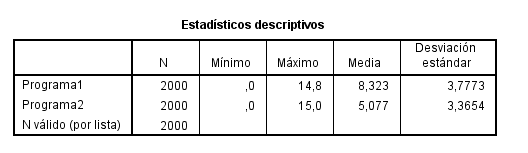 Estadísticos descriptivos
N Mínimo Máximo Media Desviación estándar
Programa1 2000 ,0 14,8 8,323 3,7773
Programa2 2000 ,0 15,0 5,077 3,3654
N válido (por lista) 2000